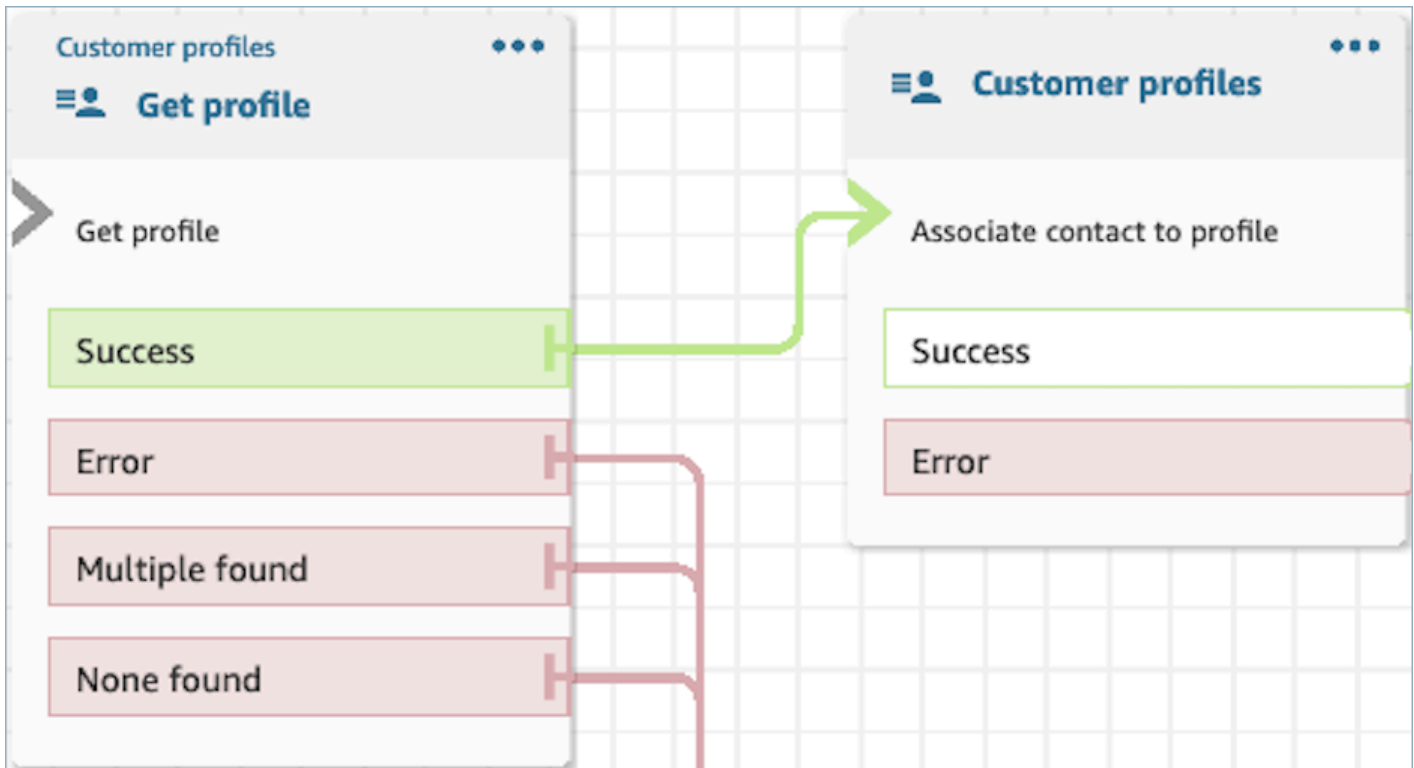 Customer profiles
Get profile
Get profile
Success
Error
Multiple found
None found
Customer profiles
Associate contact to profile
Success
Error